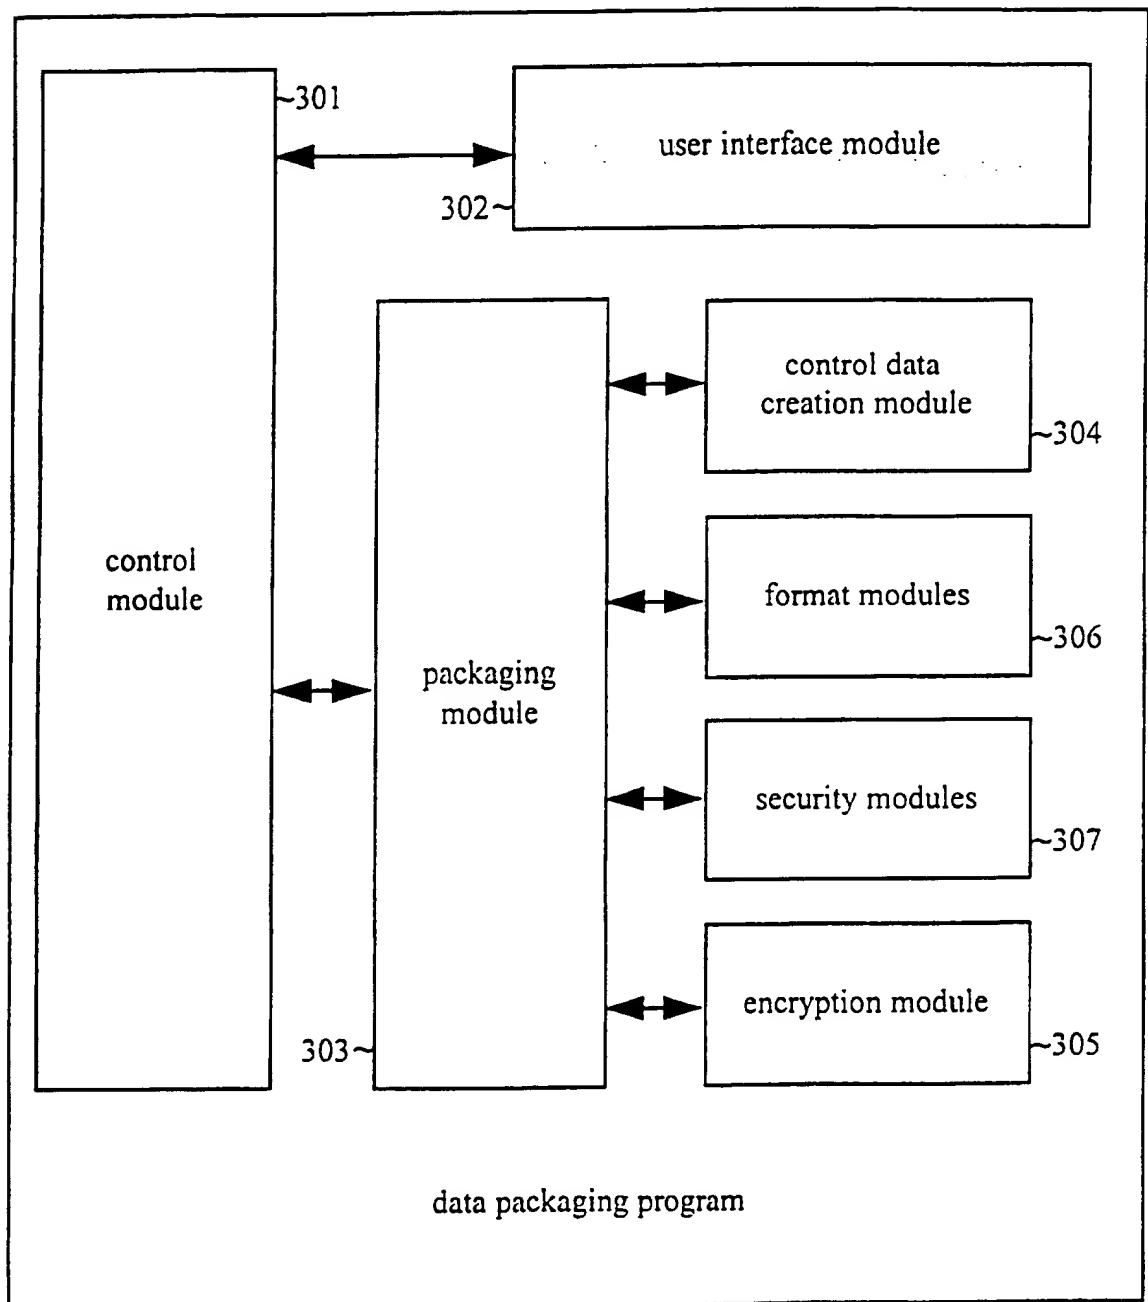 301
user interface module
302
control data
creation module
304
control
module
format modules
306
packaging
module
security modules
307
encryption module
303
305
data packaging program